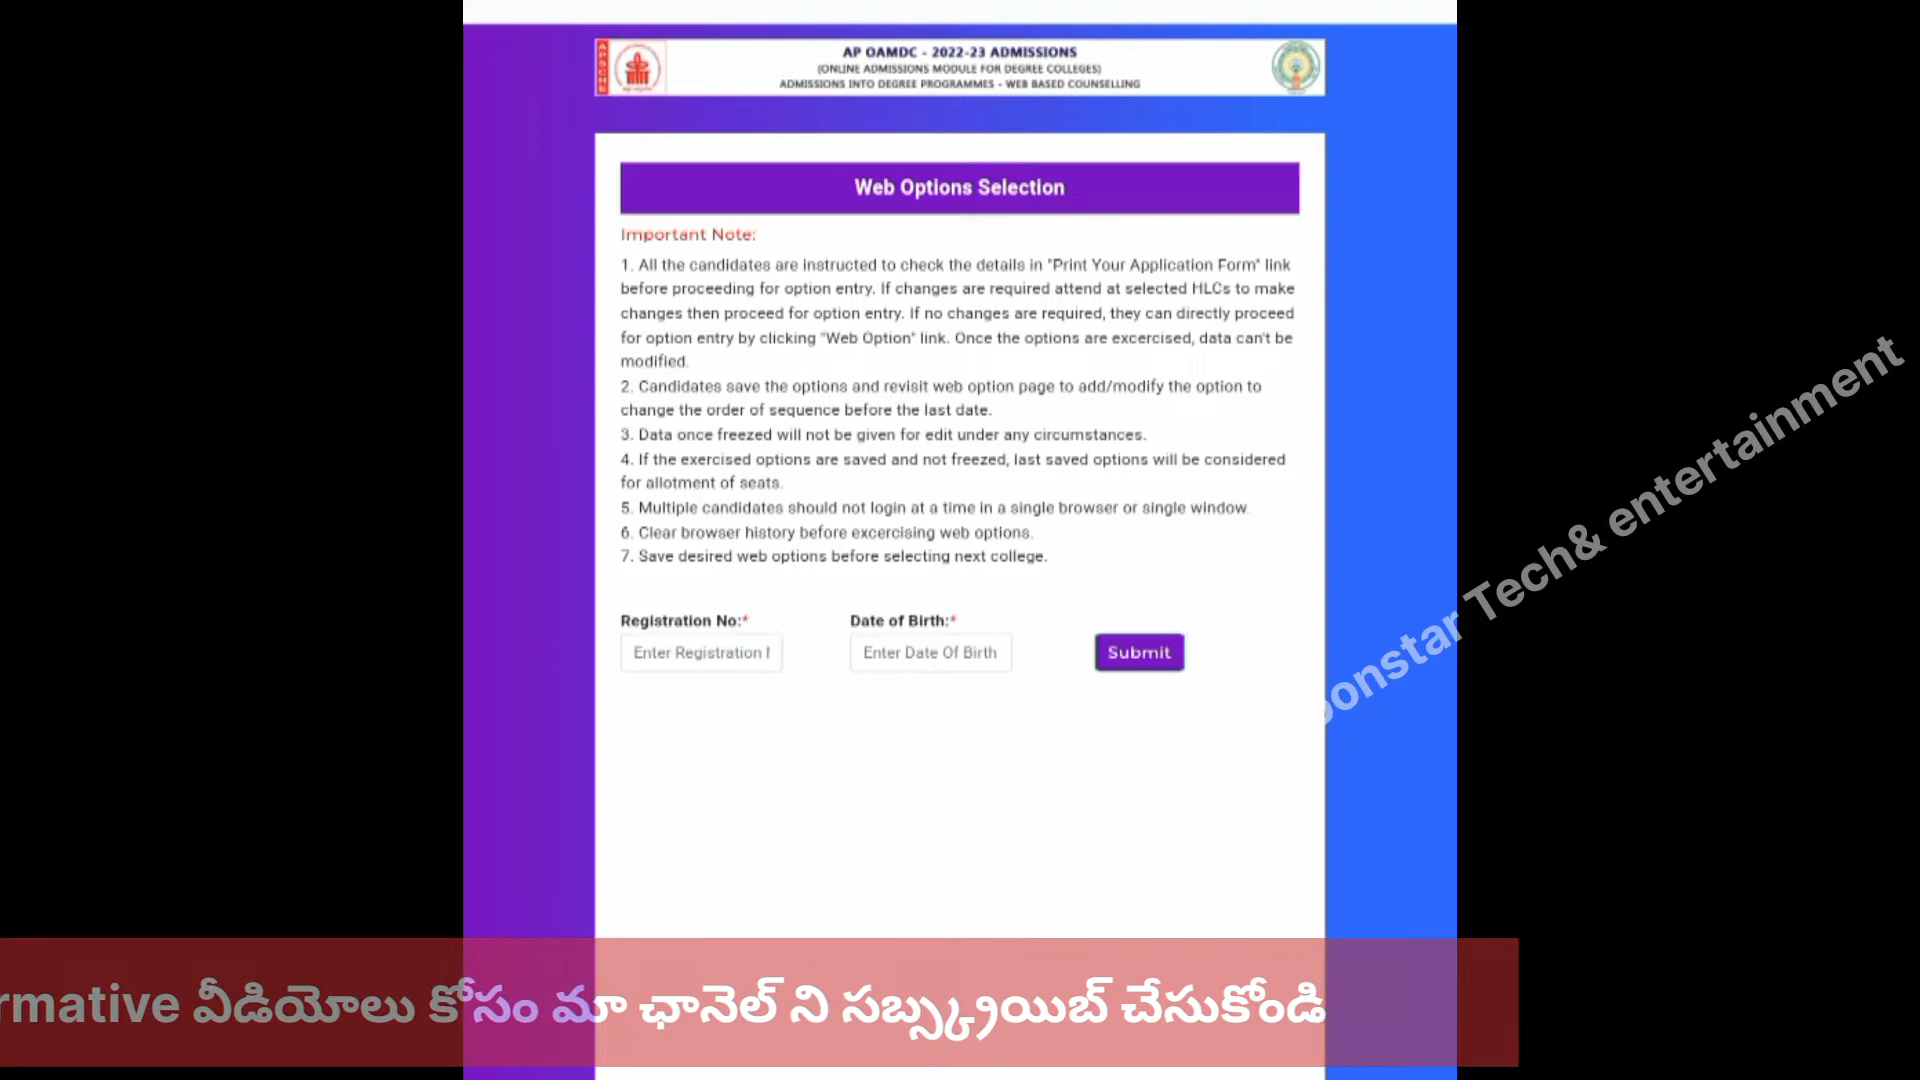 APSCHE
AP OAMDC - 2022-23 ADMISSIONS
(ONLINE ADMISSIONS MODULE FOR DEGREE COLLEGES)
ADMISSIONS INTO DEGREE PROGRAMMES - WEB BASED COUNSELLING
Web Options Selection
Important Note:
1. All the candidates are instructed to check the details in "Print Your Application Form" link
before proceeding for option entry. If changes are required attend at selected HLCs to make
changes then proceed for option entry. If no changes are required, they can directly proceed
for option entry by clicking "Web Option" link. Once the options are excercised, data can't be
modified.
2. Candidates save the options and revisit web option page to add/modify the option to
change the order of sequence before the last date.
3. Data once freezed will not be given for edit under any circumstances.
4. If the exercised options are saved and not freezed, last saved options will be considered
for allotment of seats.
5. Multiple candidates should not login at a time in a single browser or single window.
6. Clear browser history before excercising web options.
7. Save desired web options before selecting next college.
Registration No:* Date of Birth:*
Enter Registration Enter Date Of Birth Submit
onstar Tech& entertainment
rmative వీడియోలు కోసం మా ఛానెల్ ని సబ్స్క్రయిబ్ చేసుకోండి